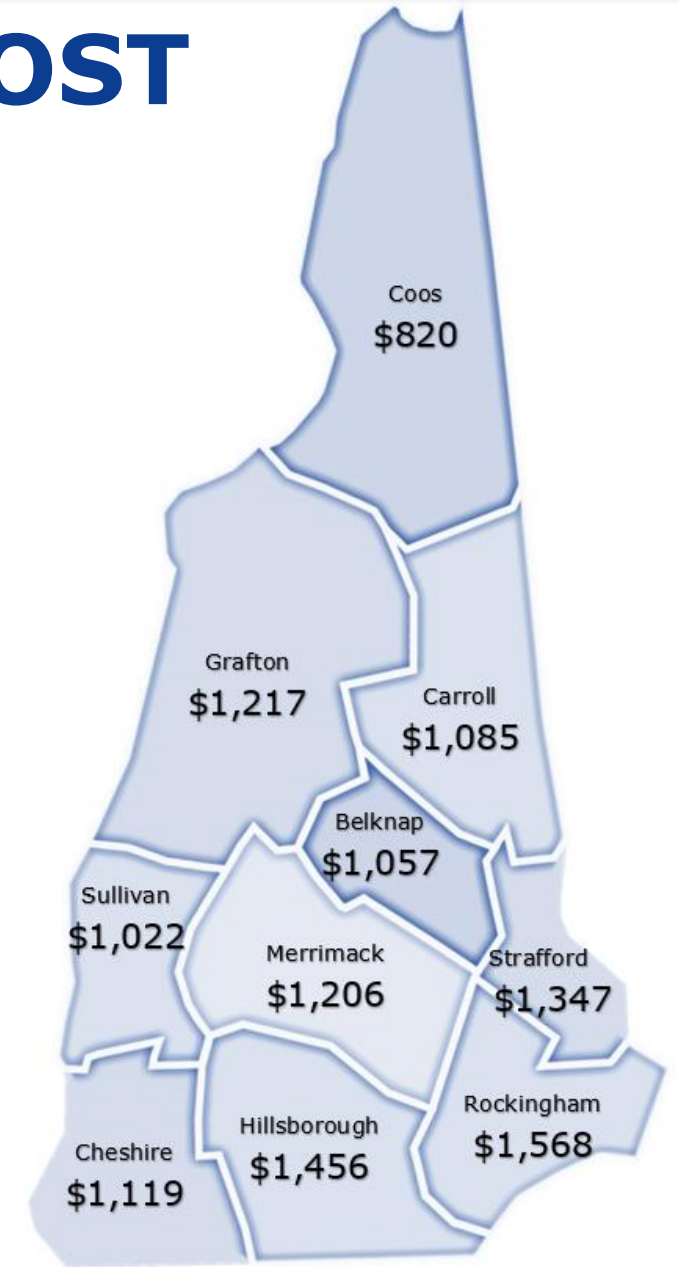 OST
Coos
$820
Grafton
$1,217
Carroll
$1,085
Belknap
$1,057
Sullivan
$1,022
Merrimack
$1,206
Strafford
$1,347
Rockingham
$1,568
Hillsborough
$1,456
Cheshire
$1,119